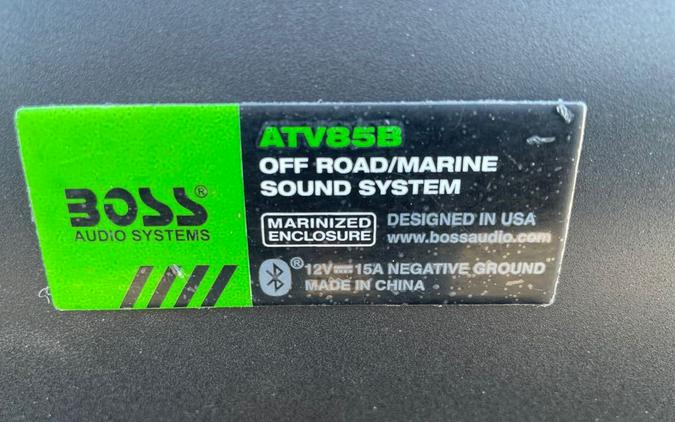 BOSS®
AUDIO SYSTEMS
ATV85B
OFF ROAD/MARINE
SOUND SYSTEM
MARINIZED
ENCLOSURE
DESIGNED IN USA
www.bossaudio.com
® 12V⎓15A NEGATIVE GROUND
MADE IN CHINA